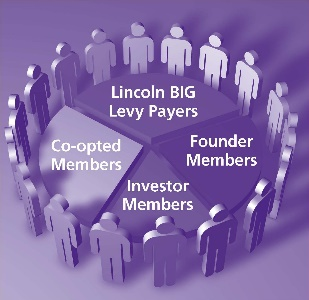 Lincoln BIG
Levy Payers
Co-opted
Members
Founder
Members
Investor
Members